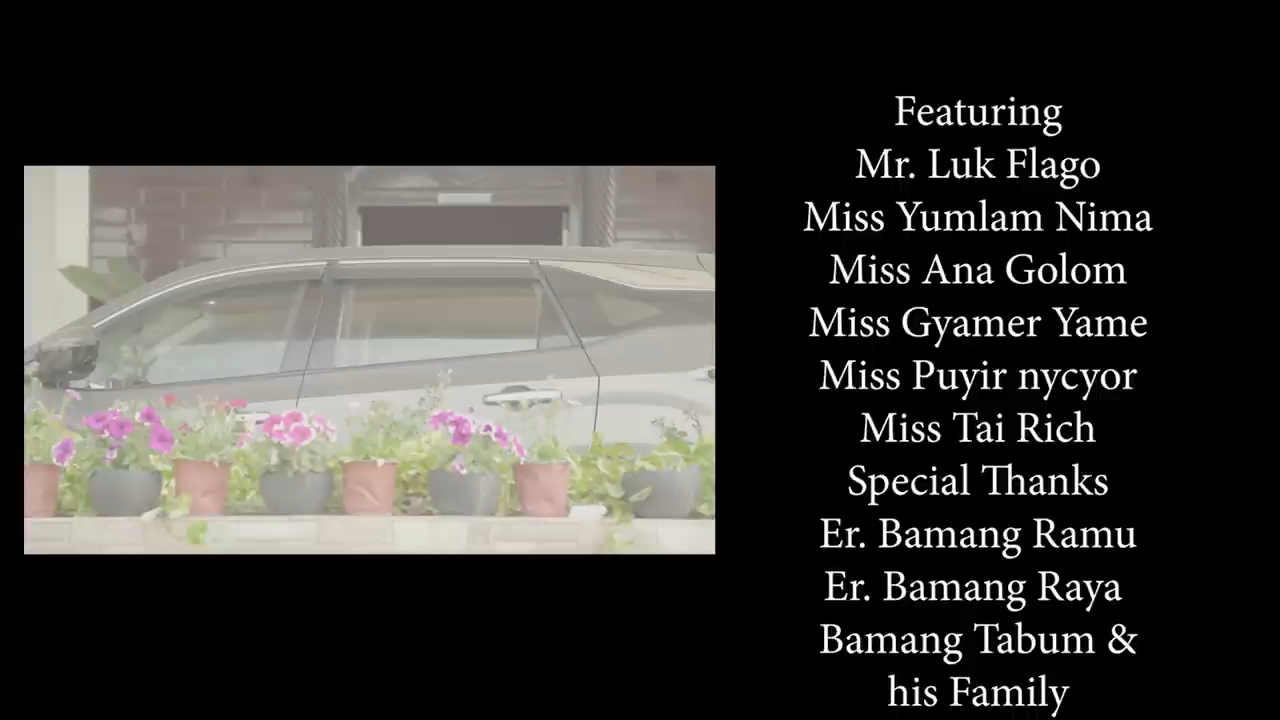 Featuring
Mr. Luk Flago
Miss Yumlam Nima
Miss Ana Golom
Miss Gyamer Yame
Miss Puyir nycyor
Miss Tai Rich
Special Thanks
Er. Bamang Ramu
Er. Bamang Raya
Bamang Tabum &
his Family